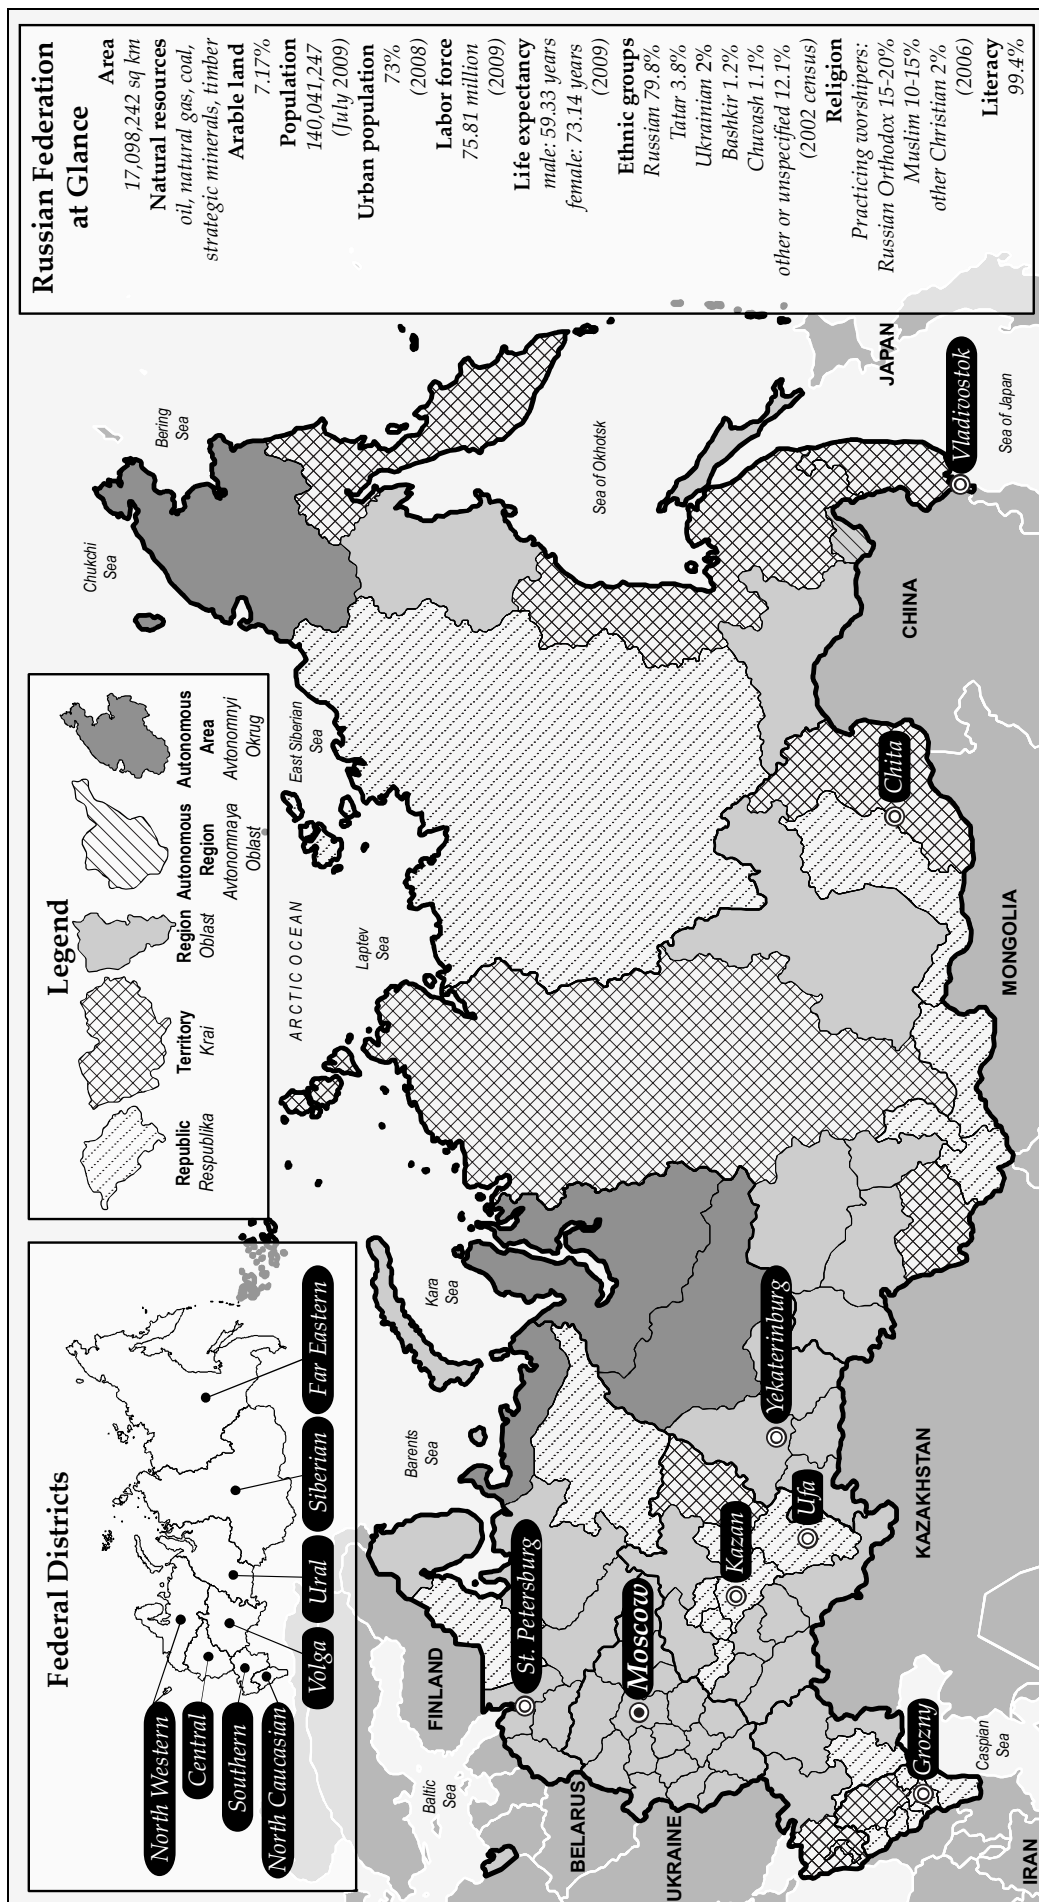 Federal Districts
North Western
Central
Southern
North Caucasian
Volga
Ural
Siberian
Far Eastern
Legend
Republic
Respublika
Territory
Krai
Region
Oblast
Autonomous
Region
Avtonomnaya
Oblast
Autonomous
Area
Avtonomnyi
Okrug
Russian Federation
at Glance
Area
17,098,242 sq km
Natural resources
oil, natural gas, coal,
strategic minerals, timber
Arable land
7.17%
Population
140,041,247
(July 2009)
Urban population
73%
(2008)
Labor force
75.81 million
(2009)
Life expectancy
male: 59.33 years
female: 73.14 years
(2009)
Ethnic groups
Russian 79.8%
Tatar 3.8%
Ukrainian 2%
Bashkir 1.2%
Chuvash 1.1%
other or unspecified 12.1%
(2002 census)
Religion
Practicing worshipers:
Russian Orthodox 15-20%
Muslim 10-15%
other Christian 2%
(2006)
Literacy
99.4%
Chukchi
Sea
Bering
Sea
East Siberian
Sea
ARCTIC OCEAN
Laptev
Sea
Kara
Sea
Barents
Sea
Sea of Okhotsk
Baltic
Sea
FINLAND
St. Petersburg
Moscow
BELARUS
UKRAINE
Kazan
Ufa
Yekaterinburg
Grozny
Caspian
Sea
IRAN
KAZAKHSTAN
MONGOLIA
Chita
CHINA
Vladivostok
JAPAN
Sea of Japan